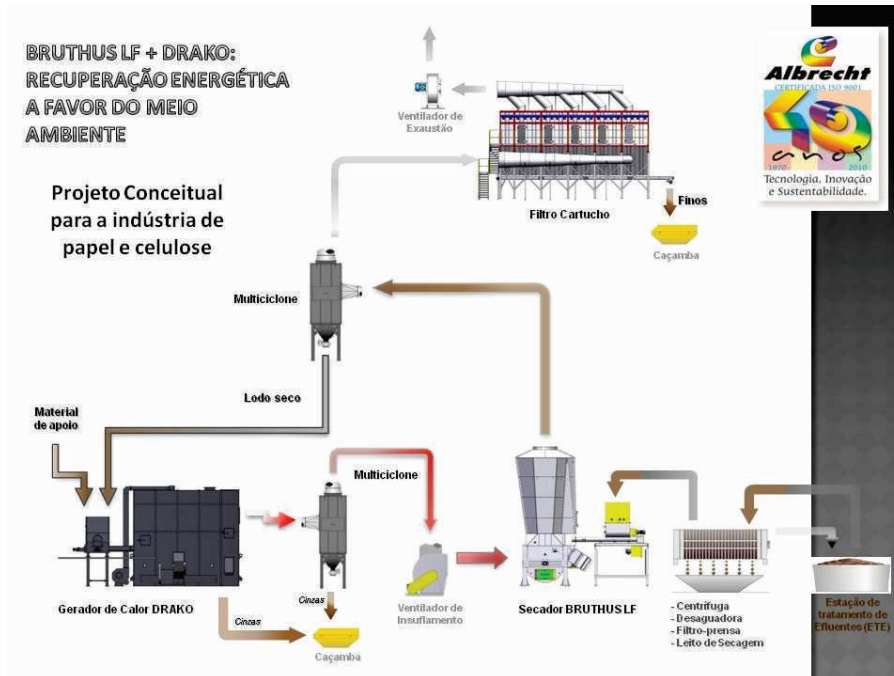 BRUTHUS LF + DRAKO:
RECUPERAÇÃO ENERGÉTICA
A FAVOR DO MEIO
AMBIENTE
Projeto Conceitual
para a indústria de
papel e celulose
Ventilador de
Exaustão
Filtro Cartucho
Finos
Caçamba
Albrecht
CERTIFICADA ISO 9001
40
anos
1970
2010
Tecnologia, Inovação
e Sustentabilidade.
Multiciclone
Lodo seco
Material
de apoio
Multiciclone
Gerador de Calor DRAKO
Cinzas
Cinzas
Caçamba
Ventilador de
Insuflamento
Secador BRUTHUS LF
- Centrífuga
- Desaguadora
- Filtro-prensa
- Leito de Secagem
Estação de
tratamento de
Efluentes (ETE)